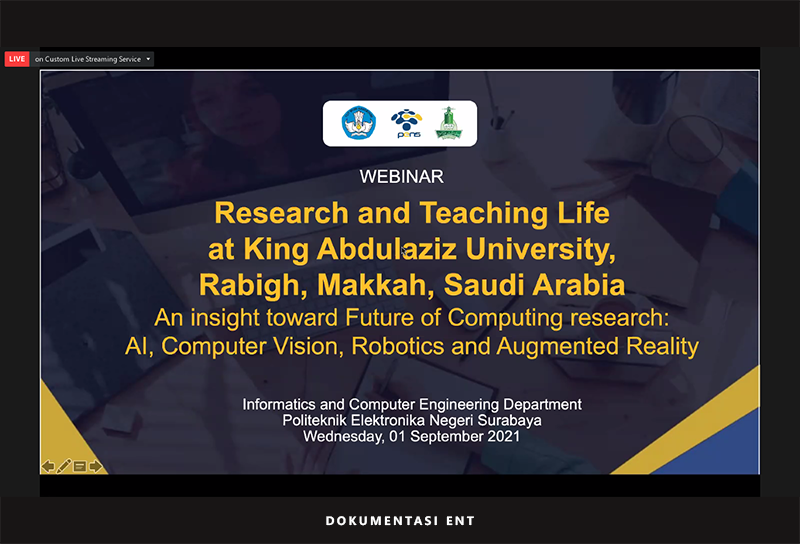 LIVE on Custom Live Streaming Service
pens
WEBINAR
Research and Teaching Life
at King Abdulaziz University,
Rabigh, Makkah, Saudi Arabia
An insight toward Future of Computing research:
AI, Computer Vision, Robotics and Augmented Reality
Informatics and Computer Engineering Department
Politeknik Elektronika Negeri Surabaya
Wednesday, 01 September 2021
DOKUMENTASI ENT